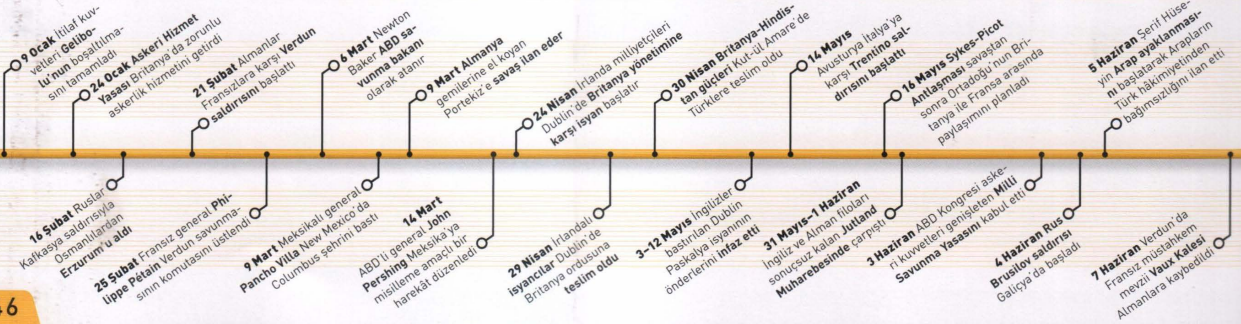 9 Ocak İtilaf kuv-
vetleri Gelibo-
lu'nun boşaltılma-
sını tamamladı
24 Ocak Askeri Hizmet
Yasası Britanya'da zorunlu
askerlik hizmetini getirdi
21 Şubat Almanlar
Fransızlara karşı Verdun
saldırısını başlattı
6 Mart Newton
Baker ABD sa-
vunma bakanı
olarak atanır
9 Mart Almanya
gemilerine el koyan
Portekiz'e savaş ilan eder
24 Nisan İrlanda milliyetçileri
Dublin'de Britanya yönetimine
karşı isyan başlatır
30 Nisan Britanya-Hindis-
tan güçleri Kut-ül Amare'de
Türklere teslim oldu
14 Mayıs
Avusturya İtalya'ya
karşı Trentino sal-
dırısını başlattı
16 Mayıs Sykes-Picot
Antlaşması savaştan
sonra Ortadoğu'nun Bri-
tanya ile Fransa arasında
paylaşımını planladı
5 Haziran Şerif Hüse-
yin Arap ayaklanması-
nı başlatarak Arapların
Türk hâkimiyetinden
bağımsızlığını ilan etti
16 Şubat Ruslar
Kafkasya saldırısıyla
Osmanlılardan
Erzurum'u aldı
25 Şubat Fransız general Phi-
lippe Pétain Verdun savunma-
sının komutasını üstlendi
9 Mart Meksikalı general
Pancho Villa New Mexico'da
Columbus şehrini bastı
14 Mart
ABD'li general John
Pershing Meksika'ya
misilleme amaçlı bir
harekât düzenledi
29 Nisan İrlandalı
isyancılar Dublin'de
Britanya ordusuna
teslim oldu
3-12 Mayıs İngilizler
bastırılan Dublin
Paskalya isyanının
önderlerini infaz etti
31 Mayıs-1 Haziran
İngiliz ve Alman filoları
sonuçsuz kalan Jutland
Muharebesinde çarpıştı
3 Haziran ABD Kongresi aske-
ri kuvvetleri genişleten Milli
Savunma Yasasını kabul etti
4 Haziran Rus
Brusilov saldırısı
Galiçya'da başladı
7 Haziran Verdun'da
Fransız müstahkem
mevzii Vaux Kalesi
Almanlara kaybedildi
46